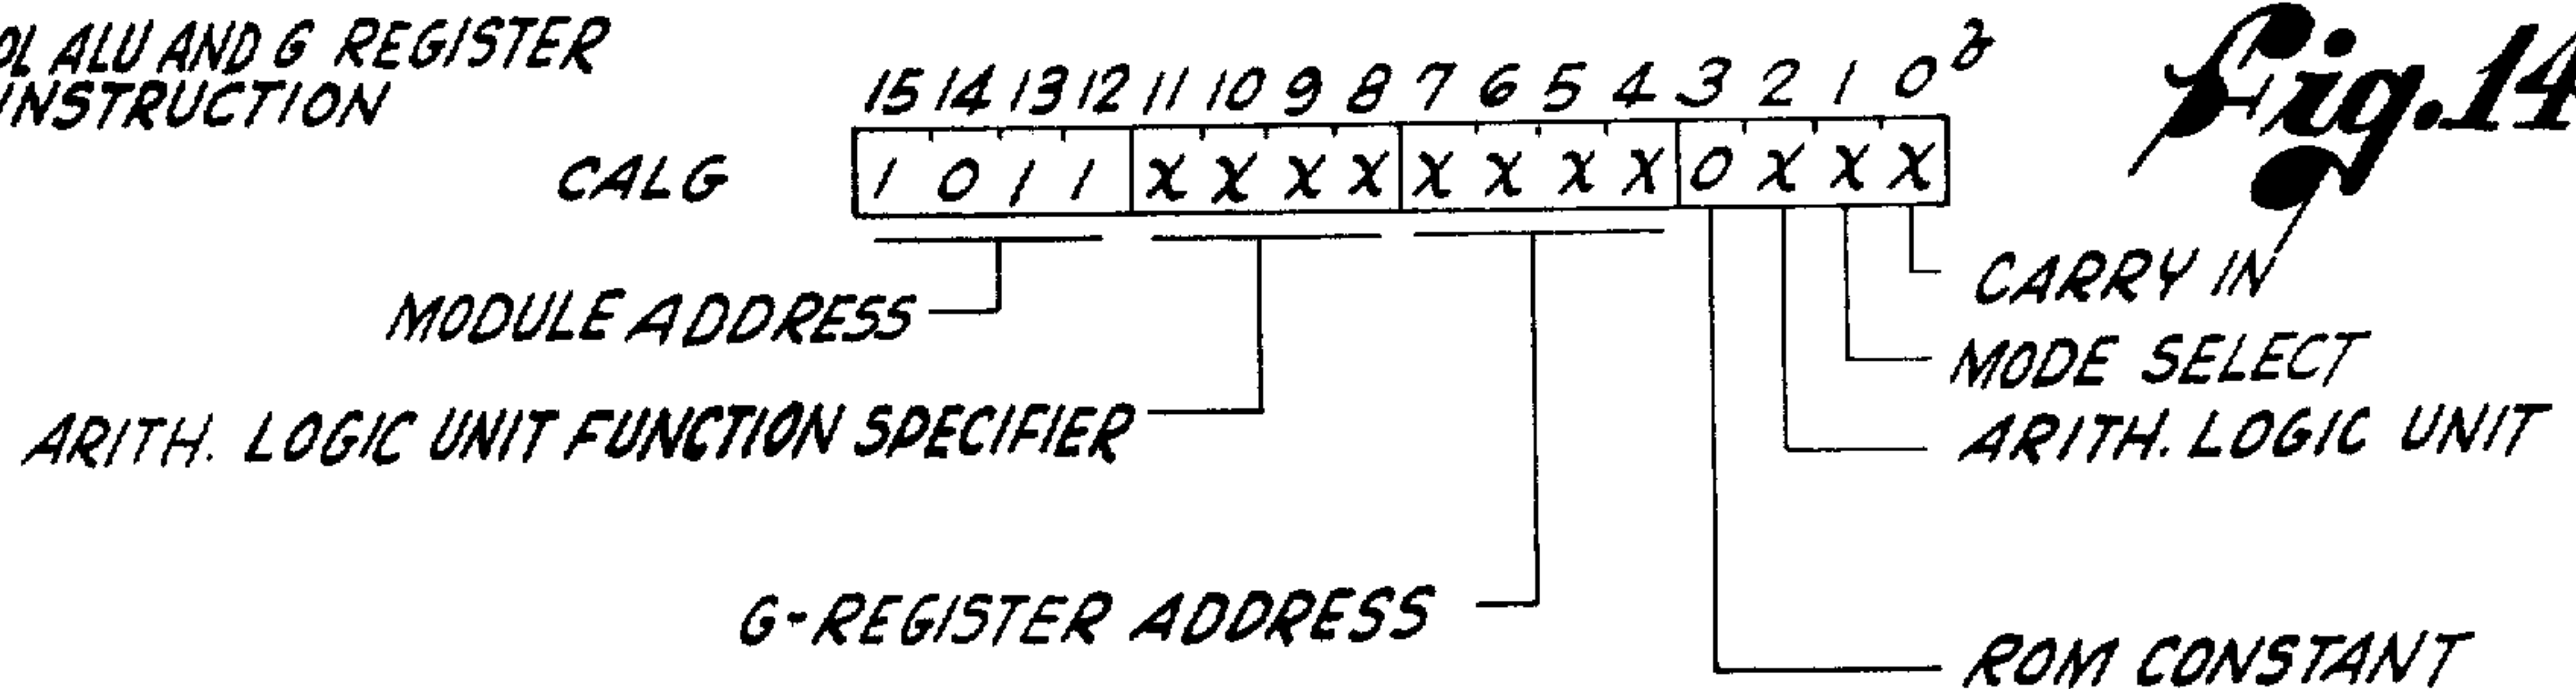 ALU AND G REGISTER
INSTRUCTION
15 14 13 12 11 10 9 8 7 6 5 4 3 2 1 0
Fig. 14
CALG
1 0 1 1 X X X X X X X X 0 X X X
CARRY IN
MODULE ADDRESS
MODE SELECT
ARITH. LOGIC UNIT FUNCTION SPECIFIER
ARITH. LOGIC UNIT
G-REGISTER ADDRESS
ROM CONSTANT